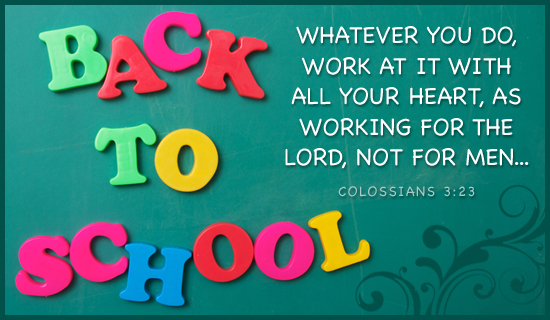 BACK
TO
SCHOOL
WHATEVER YOU DO,
WORK AT IT WITH
ALL YOUR HEART, AS
WORKING FOR THE
LORD, NOT FOR MEN...
COLOSSIANS 3:23